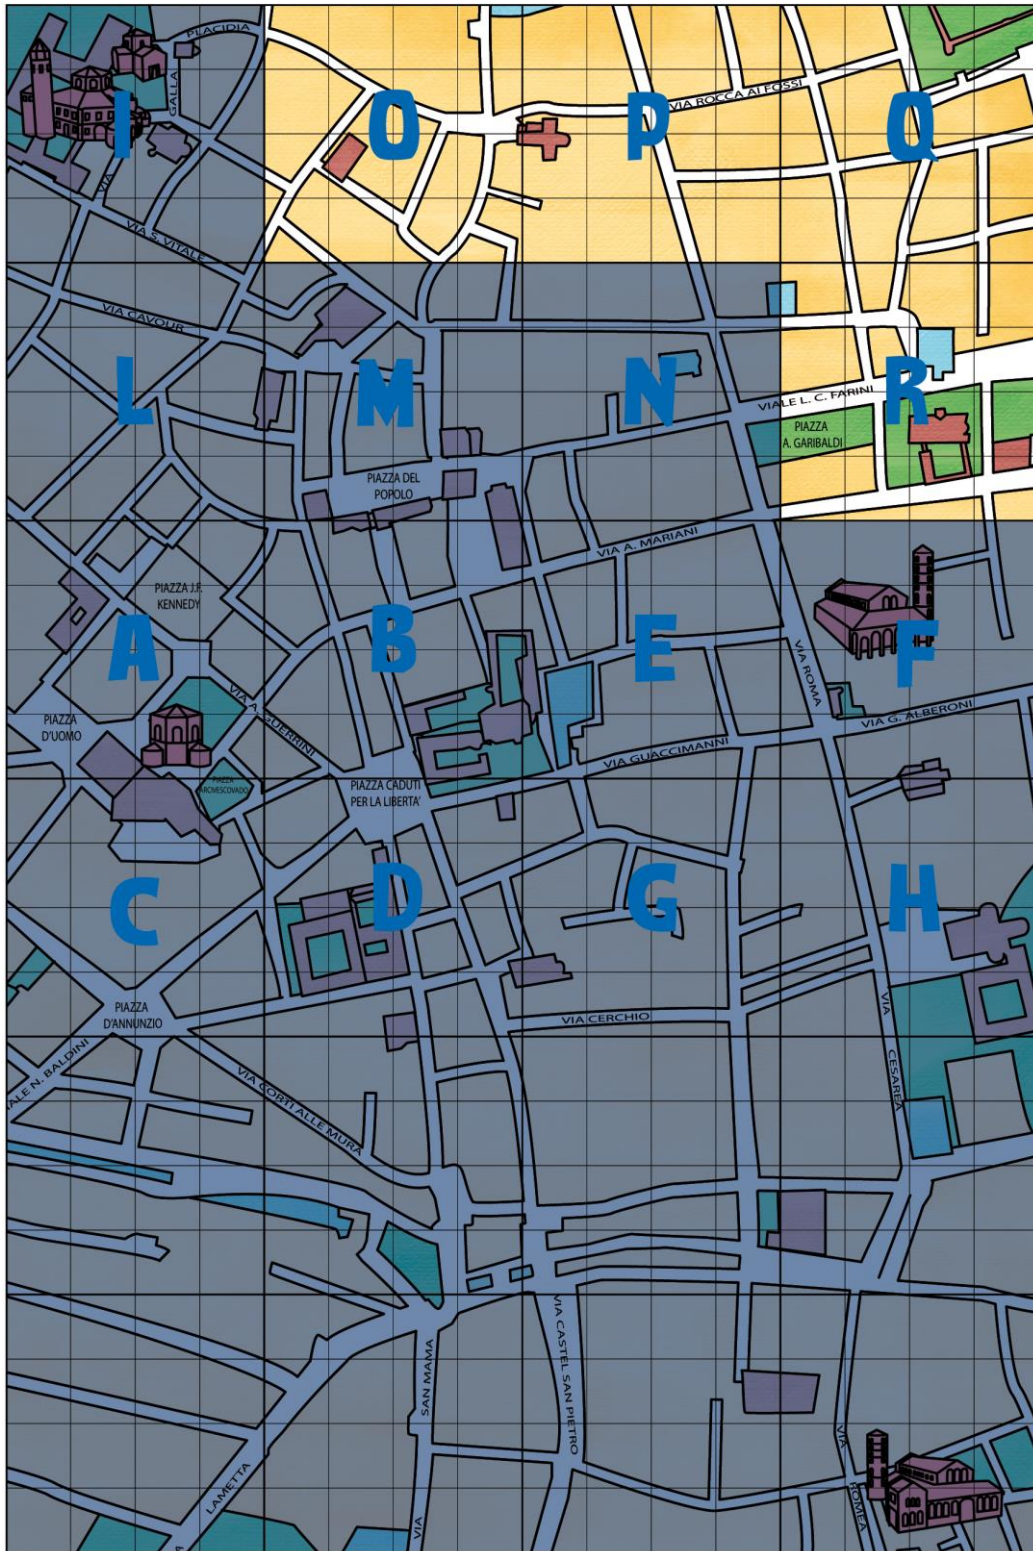 PLACIDIA
GALLA
VIA
VIA ROCCA AI FOSSI
I
O
P
Q
VIA S. VITALE
VIA CAVOUR
L
M
N
R
VIALE L. C. FARINI
PIAZZA
A. GARIBALDI
PIAZZA DEL
POPOLO
VIA A. MARIANI
PIAZZA J.F.
KENNEDY
A
B
E
F
VIA ROMA
VIA A. GUERRINI
PIAZZA
D'UOMO
VIA G. ALBERONI
VIA GUACCIMANNI
PIAZZA
ARCIVESCOVADO
PIAZZA CADUTI
PER LA LIBERTA'
C
D
G
H
PIAZZA
D'ANNUNZIO
VIA CERCHIO
VIA
CESAREA
ALE N. BALDINI
VIA CORTI ALLE MURA
SAN MAMA
VIA
VIA CASTEL SAN PIETRO
LAMETTA
VIA
ROMEA